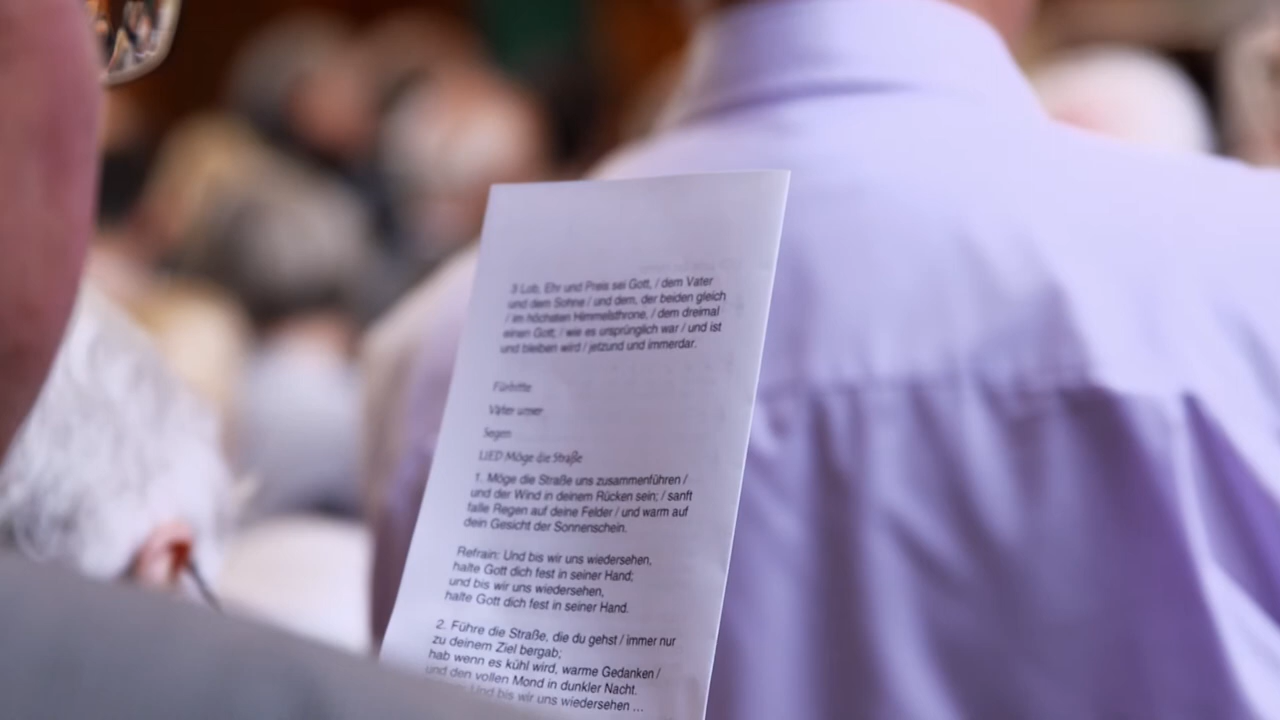 3 Lob, Ehr und Preis sei Gott, / dem Vater
und dem Sohne / und dem, der beiden gleich
/ im höchsten Himmelsthrone, / dem dreimal
einen Gott, / wie es ursprünglich war / und ist
und bleiben wird / jetzund und immerdar.
Fürbitte
Vater unser
Segen
LIED Möge die Straße
1. Möge die Straße uns zusammenführen /
und der Wind in deinem Rücken sein; / sanft
falle Regen auf deine Felder / und warm auf
dein Gesicht der Sonnenschein.
Refrain: Und bis wir uns wiedersehen,
halte Gott dich fest in seiner Hand;
und bis wir uns wiedersehen,
halte Gott dich fest in seiner Hand.
2. Führe die Straße, die du gehst / immer nur
zu deinem Ziel bergab;
hab wenn es kühl wird, warme Gedanken /
und den vollen Mond in dunkler Nacht.
Und bis wir uns wiedersehen ...